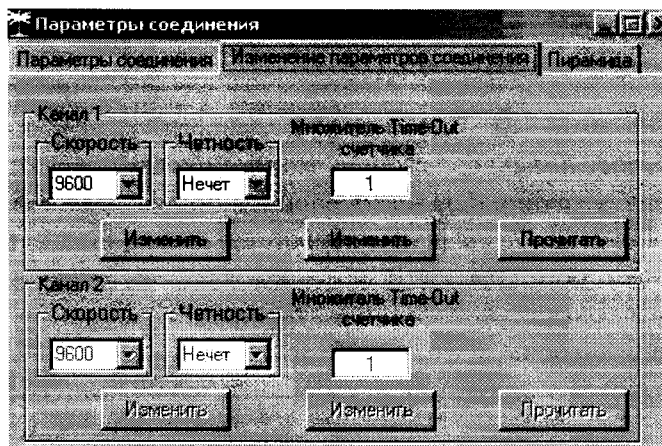 Параметры соединения
Параметры соединения Изменение параметров соединения Пирамида
Канал 1
Скорость Четность Множитель Time-Out
счетчика
9600 Нечет 1
Изменить Изменить Прочитать
Канал 2
Скорость Четность Множитель Time-Out
счетчика
9600 Нечет 1
Изменить Изменить Прочитать